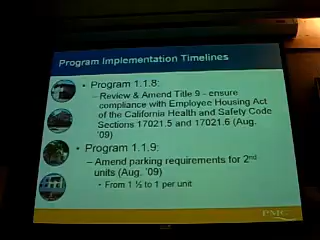 Program Implementation Timelines
• Program 1.1.8:
– Review & Amend Title 9 - ensure
compliance with Employee Housing Act
of the California Health and Safety Code
Sections 17021.5 and 17021.6 (Aug.
'09)
• Program 1.1.9:
– Amend parking requirements for 2nd
units (Aug. '09)
• From 1 ½ to 1 per unit
PMC